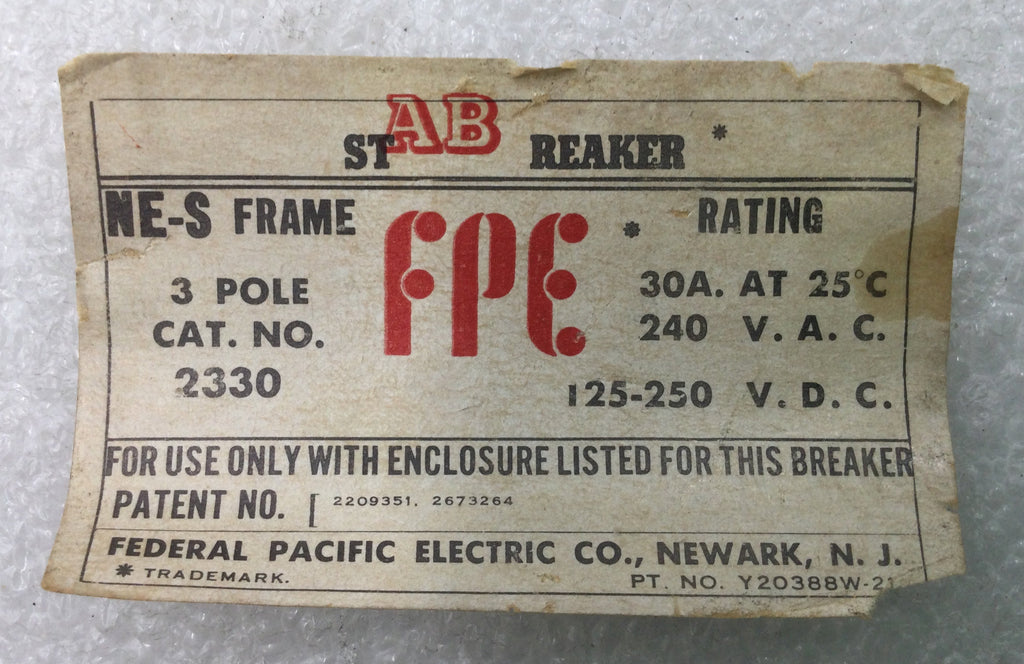 STAB REAKER *
NE-S FRAME
3 POLE
CAT. NO.
2330
FPE *
RATING
30A. AT 25°C
240 V. A. C.
125-250 V. D. C.
FOR USE ONLY WITH ENCLOSURE LISTED FOR THIS BREAKER
PATENT NO. [ 2209351, 2673264
FEDERAL PACIFIC ELECTRIC CO., NEWARK, N. J.
* TRADEMARK. PT. NO. Y20388W-21